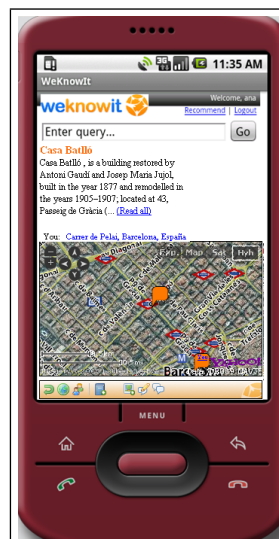 3G
11:35 AM
WeKnowIt
Welcome, ana
weknowit
Recommend | Logout
Enter query...
Go
Casa Batlló
Casa Batlló , is a building restored by
Antoni Gaudí and Josep Maria Jujol,
built in the year 1877 and remodelled in
the years 1905–1907; located at 43,
Passeig de Gràcia (... (Read all)
You: Carrer de Pelai, Barcelona, España
Exp. Map Sat Hyb
Diagonal
YAHOO!
MENU